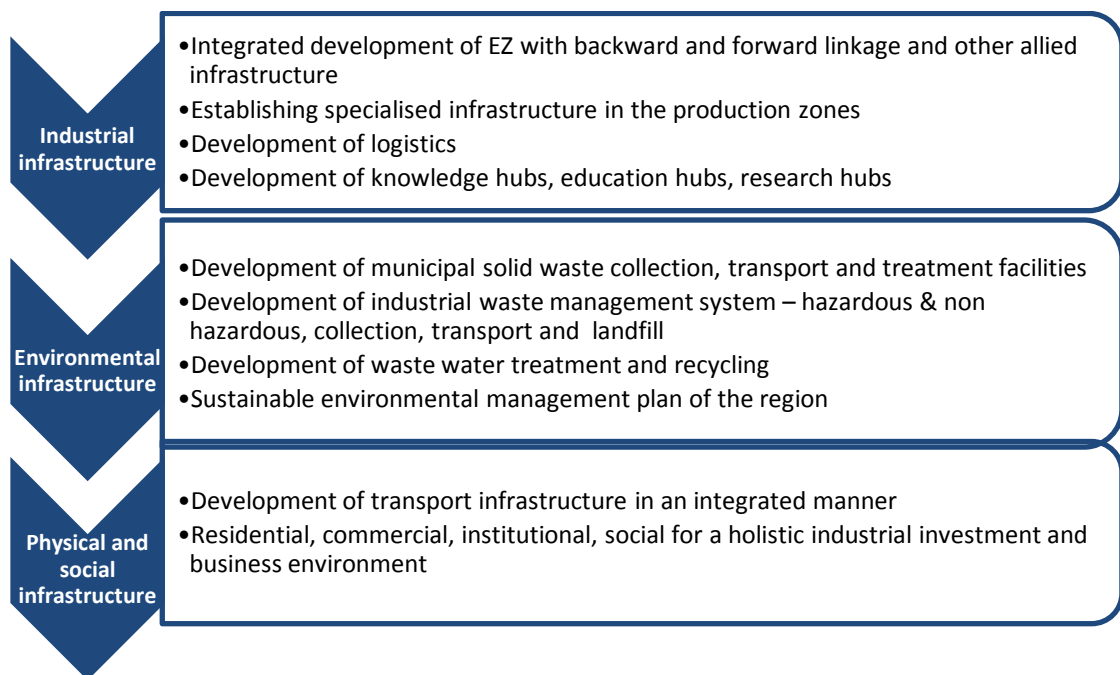 Industrial
infrastructure
•Integrated development of EZ with backward and forward linkage and other allied
infrastructure
•Establishing specialised infrastructure in the production zones
•Development of logistics
•Development of knowledge hubs, education hubs, research hubs
Environmental
infrastructure
•Development of municipal solid waste collection, transport and treatment facilities
•Development of industrial waste management system – hazardous & non
hazardous, collection, transport and landfill
•Development of waste water treatment and recycling
•Sustainable environmental management plan of the region
Physical and
social
infrastructure
•Development of transport infrastructure in an integrated manner
•Residential, commercial, institutional, social for a holistic industrial investment and
business environment